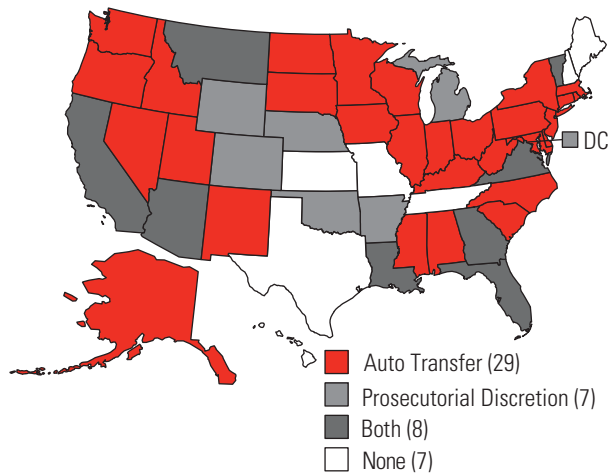 DC
Auto Transfer (29)
Prosecutorial Discretion (7)
Both (8)
None (7)